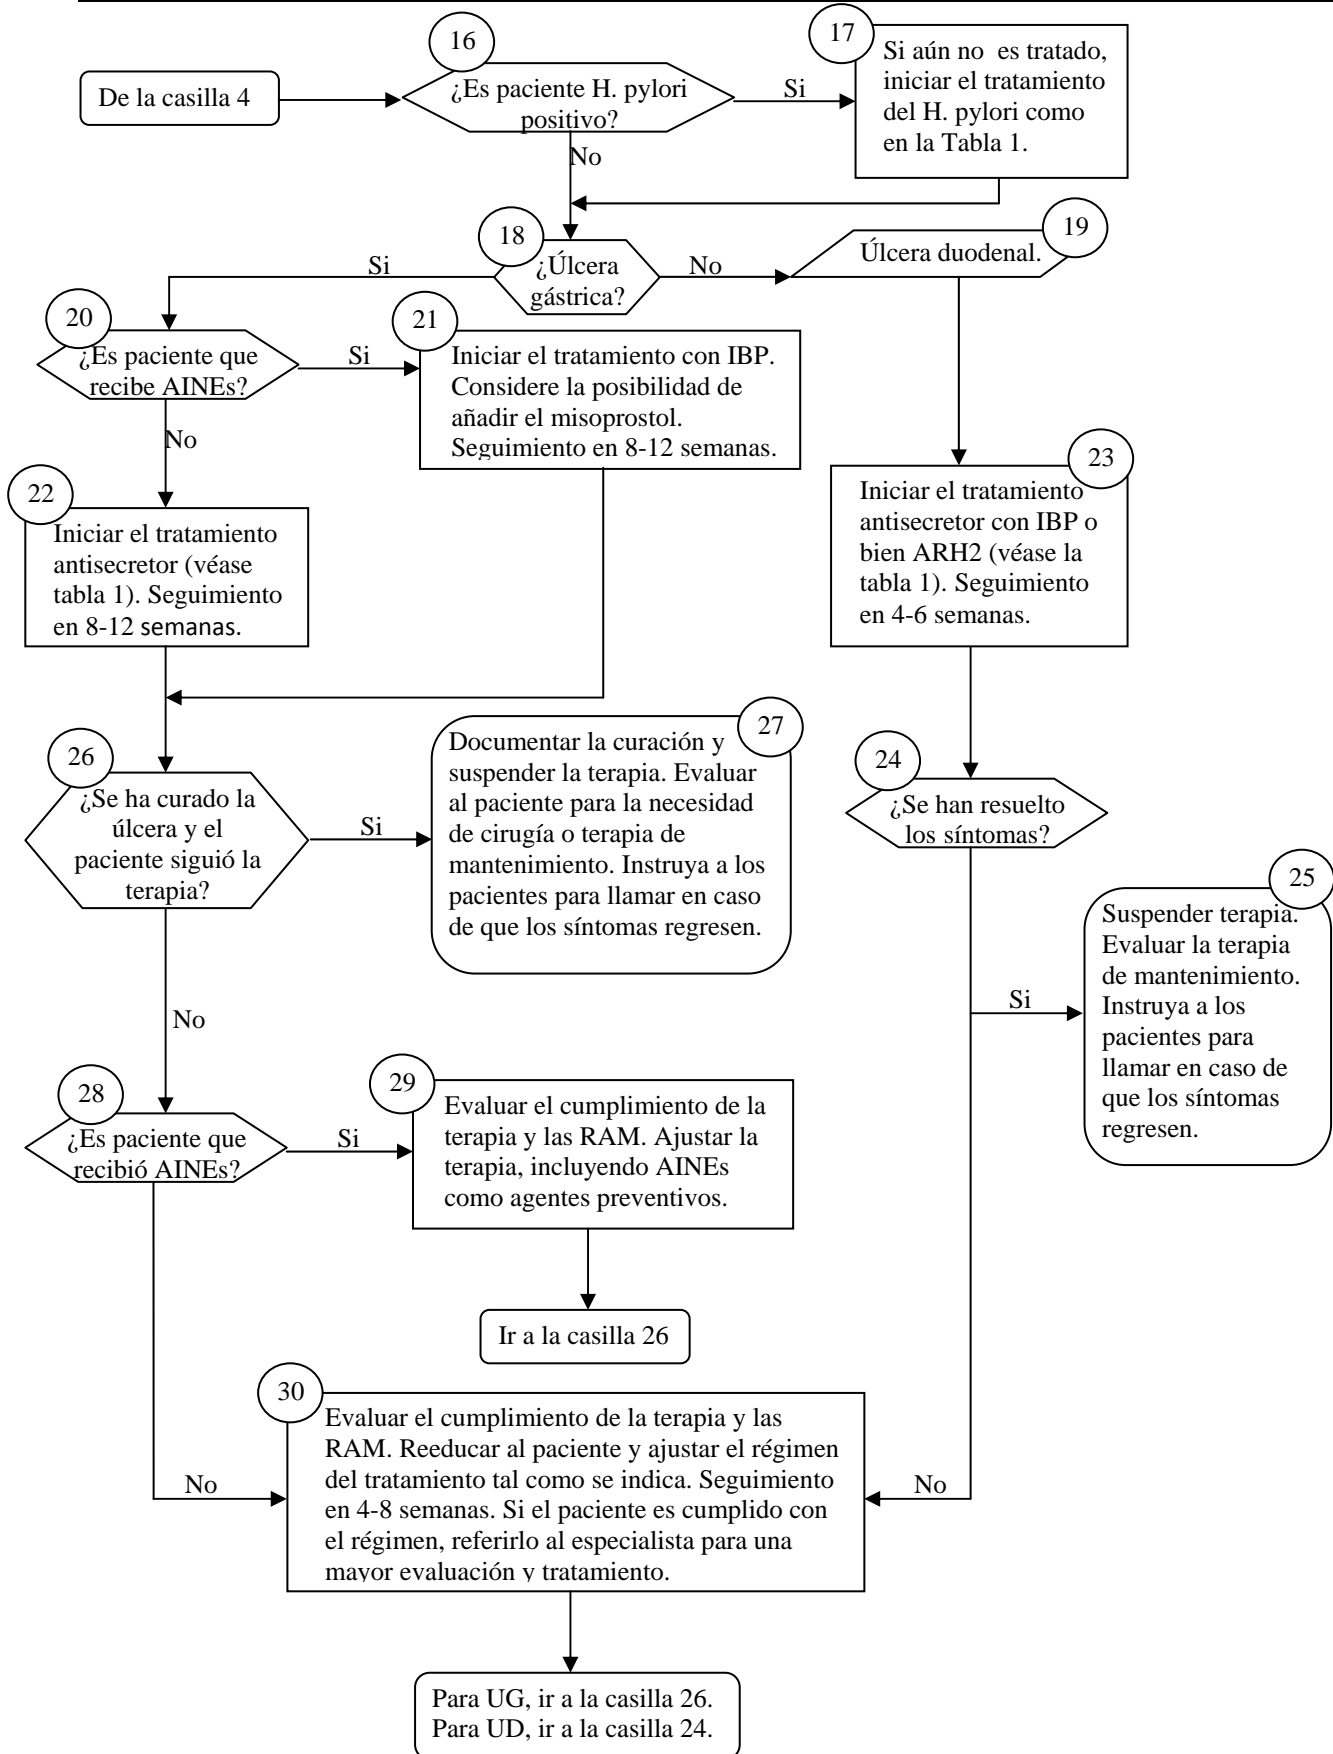 16
De la casilla 4
¿Es paciente H. pylori
positivo?
Si
No
17
Si aún no es tratado,
iniciar el tratamiento
del H. pylori como
en la Tabla 1.
18
¿Úlcera
gástrica?
Si
No
19
Úlcera duodenal.
20
¿Es paciente que
recibe AINEs?
Si
No
21
Iniciar el tratamiento con IBP.
Considere la posibilidad de
añadir el misoprostol.
Seguimiento en 8-12 semanas.
22
Iniciar el tratamiento
antisecretor (véase
tabla 1). Seguimiento
en 8-12 semanas.
23
Iniciar el tratamiento
antisecretor con IBP o
bien ARH2 (véase la
tabla 1). Seguimiento
en 4-6 semanas.
26
¿Se ha curado la
úlcera y el
paciente siguió la
terapia?
Si
No
27
Documentar la curación y
suspender la terapia. Evaluar
al paciente para la necesidad
de cirugía o terapia de
mantenimiento. Instruya a los
pacientes para llamar en caso
de que los síntomas regresen.
24
¿Se han resuelto
los síntomas?
Si
25
Suspender terapia.
Evaluar la terapia
de mantenimiento.
Instruya a los
pacientes para
llamar en caso de
que los síntomas
regresen.
28
¿Es paciente que
recibió AINEs?
Si
29
Evaluar el cumplimiento de la
terapia y las RAM. Ajustar la
terapia, incluyendo AINEs
como agentes preventivos.
Ir a la casilla 26
No
No
30
Evaluar el cumplimiento de la terapia y las
RAM. Reeducar al paciente y ajustar el régimen
del tratamiento tal como se indica. Seguimiento
en 4-8 semanas. Si el paciente es cumplido con
el régimen, referirlo al especialista para una
mayor evaluación y tratamiento.
Para UG, ir a la casilla 26.
Para UD, ir a la casilla 24.